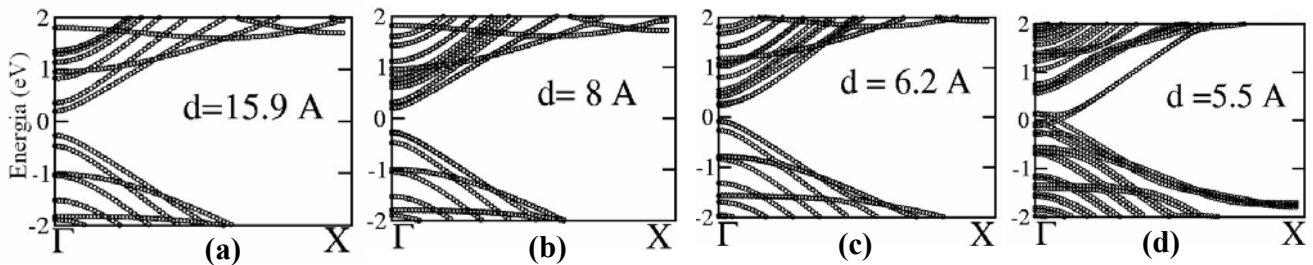 Energia (eV)
2
1
0
-1
-2
Γ
X
d=15.9 A
(a)
2
1
0
-1
-2
Γ
X
d= 8 A
(b)
2
1
0
-1
-2
Γ
X
d = 6.2 A
(c)
2
1
0
-1
-2
Γ
X
d =5.5 A
(d)